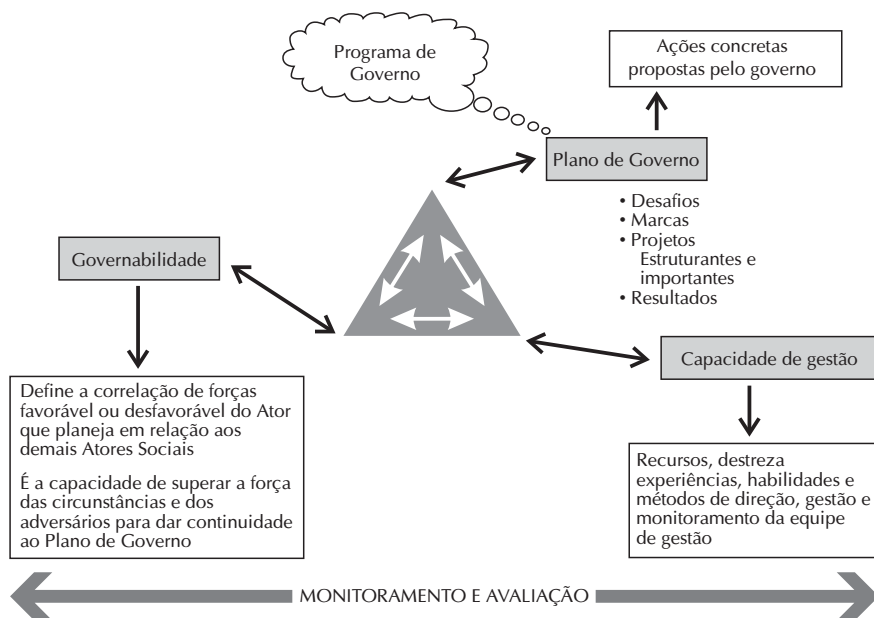 Programa de
Governo
Ações concretas
propostas pelo governo
Plano de Governo
• Desafios
• Marcas
• Projetos
Estruturantes e
importantes
• Resultados
Governabilidade
Capacidade de gestão
Define a correlação de forças
favorável ou desfavorável do Ator
que planeja em relação aos
demais Atores Sociais
É a capacidade de superar a força
das circunstâncias e dos
adversários para dar continuidade
ao Plano de Governo
Recursos, destreza
experiências, habilidades e
métodos de direção, gestão e
monitoramento da equipe
de gestão
MONITORAMENTO E AVALIAÇÃO